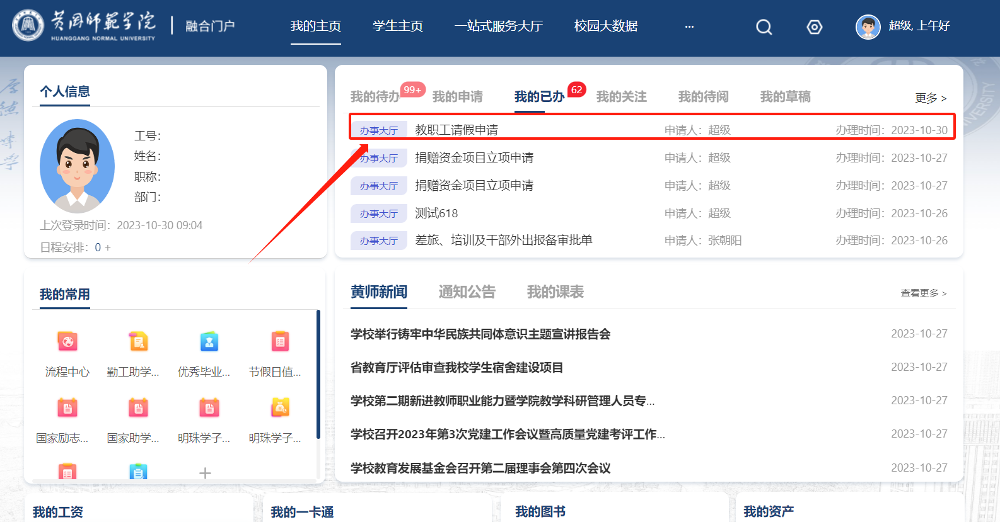 黄冈师范学院
HUANGGANG NORMAL UNIVERSITY
融合门户
我的主页
学生主页
一站式服务大厅
校园大数据
...
超级, 上午好
个人信息
工号：
姓名：
职称：
部门：
上次登录时间：2023-10-30 09:04
日程安排：0 +
我的待办 99+
我的申请
我的已办 62
我的关注
我的待阅
我的草稿
更多 >
办事大厅 教职工请假申请 申请人：超级 办理时间：2023-10-30
办事大厅 捐赠资金项目立项申请 申请人：超级 办理时间：2023-10-27
办事大厅 捐赠资金项目立项申请 申请人：超级 办理时间：2023-10-27
办事大厅 测试618 申请人：超级 办理时间：2023-10-26
办事大厅 差旅、培训及干部外出报备审批单 申请人：张朝阳 办理时间：2023-10-26
我的常用
流程中心 勤工助学... 优秀毕业... 节假日值...
国家励志... 国家助学... 明珠学子... 明珠学子...
黄师新闻
通知公告
我的课表
查看更多 >
学校举行铸牢中华民族共同体意识主题宣讲报告会 2023-10-27
省教育厅评估审查我校学生宿舍建设项目 2023-10-27
学校第二期新进教师职业能力暨学院教学科研管理人员专... 2023-10-27
学校召开2023年第3次党建工作会议暨高质量党建考评工作... 2023-10-27
学校教育发展基金会召开第二届理事会第四次会议 2023-10-27
我的工资
我的一卡通
我的图书
我的资产